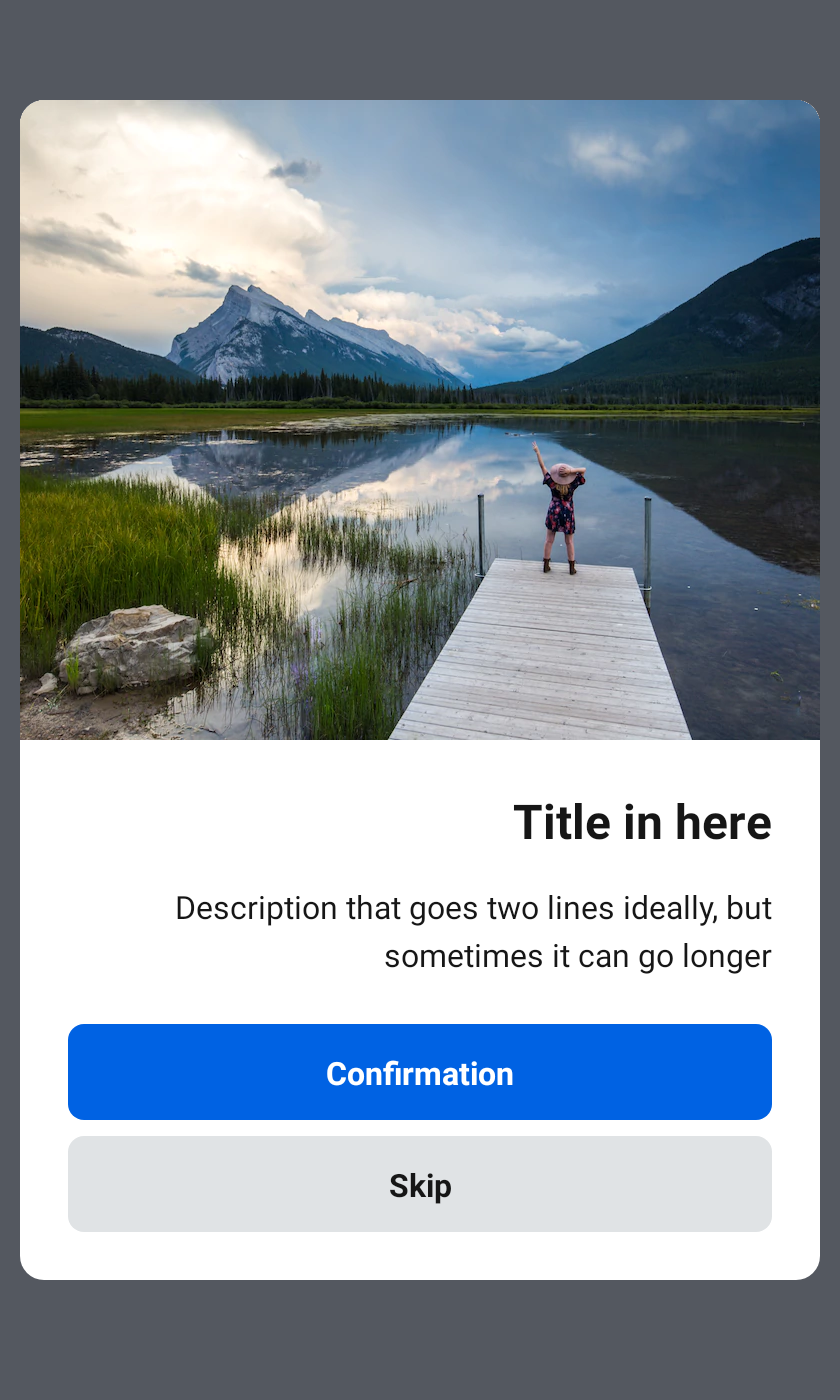 Title in here
Description that goes two lines ideally, but
sometimes it can go longer
Confirmation
Skip